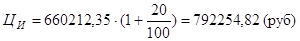 Ц_И = 660212,35 · (1 + 20/100) = 792254,82 (руб)